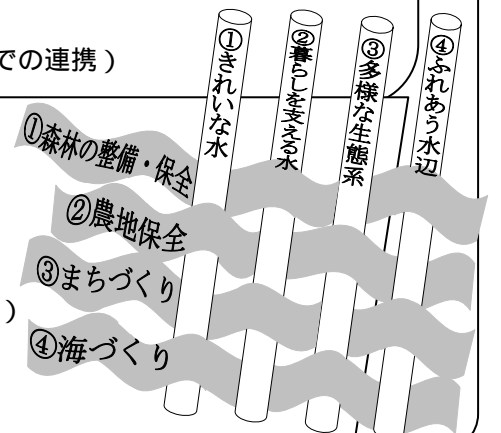 での連携）
①きれいな水
②暮らしを支える水
③多様な生態系
④ふれあう水辺
①森林の整備・保全
②農地保全
③まちづくり
④海づくり
）